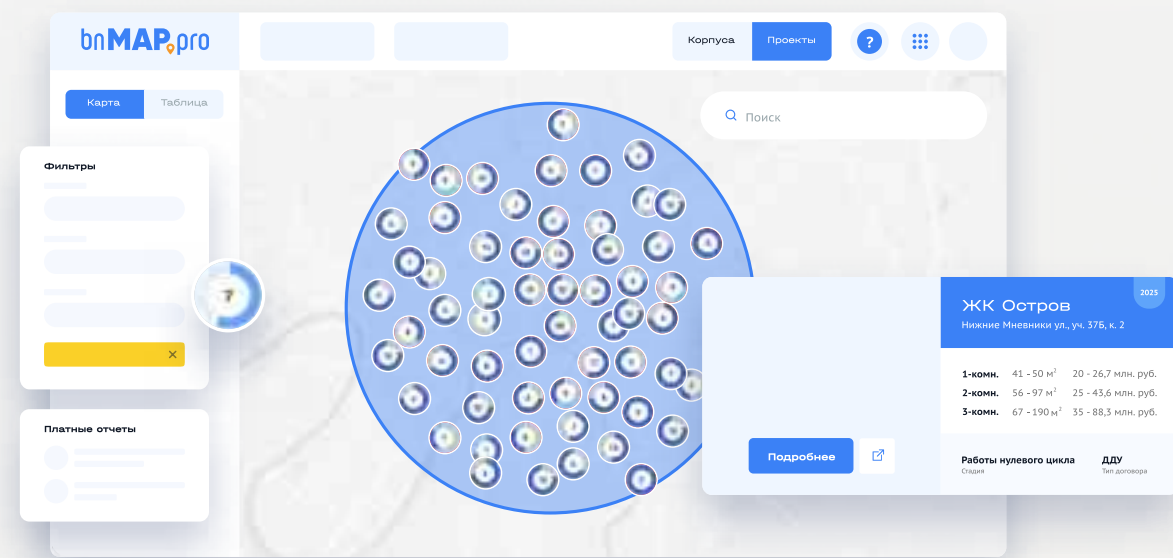 bnMAP.pro
Корпуса
Проекты
?
Карта
Таблица
Поиск
Фильтры
7
Платные отчеты
2025
ЖК Остров
Нижние Мневники ул., уч. 37Б, к. 2
1-комн. 41 - 50 м² 20 - 26,7 млн. руб.
2-комн. 56 - 97 м² 25 - 43,6 млн. руб.
3-комн. 67 - 190 м² 35 - 88,3 млн. руб.
Подробнее
Работы нулевого цикла ДДУ
Стадия Тип договора